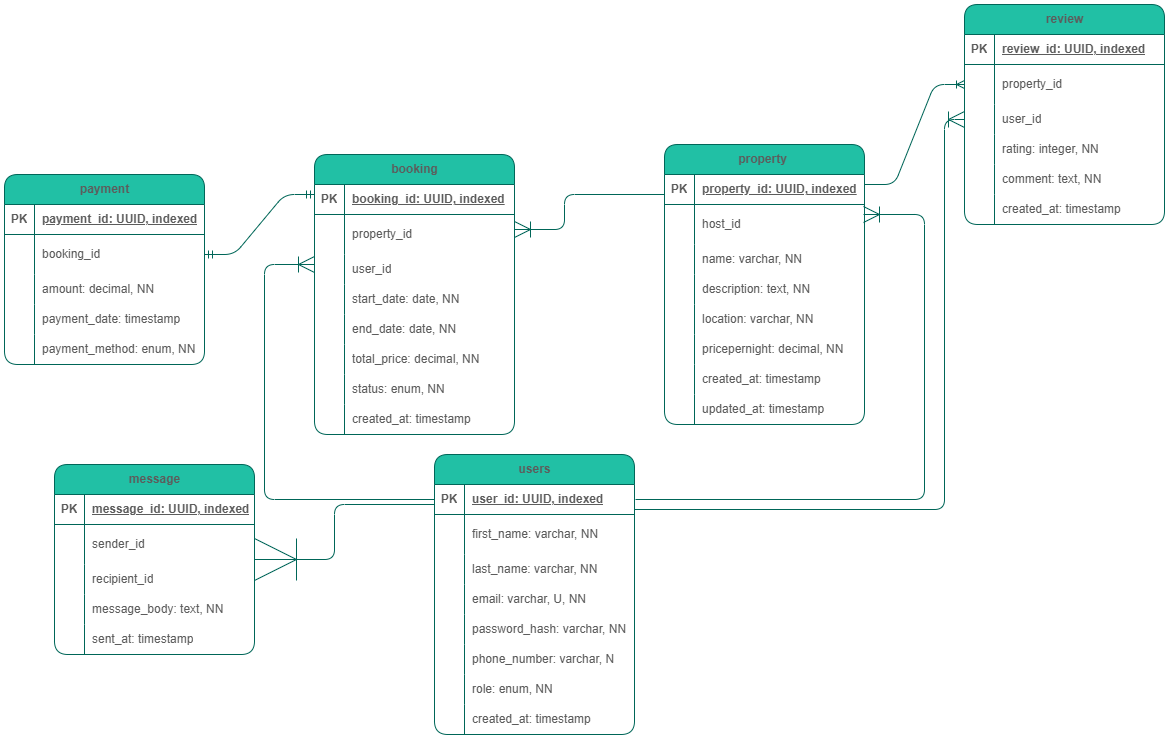 review
PK review_id: UUID, indexed
property_id
user_id
rating: integer, NN
comment: text, NN
created_at: timestamp
property
PK property_id: UUID, indexed
host_id
name: varchar, NN
description: text, NN
location: varchar, NN
pricepernight: decimal, NN
created_at: timestamp
updated_at: timestamp
booking
PK booking_id: UUID, indexed
property_id
user_id
start_date: date, NN
end_date: date, NN
total_price: decimal, NN
status: enum, NN
created_at: timestamp
payment
PK payment_id: UUID, indexed
booking_id
amount: decimal, NN
payment_date: timestamp
payment_method: enum, NN
message
PK message_id: UUID, indexed
sender_id
recipient_id
message_body: text, NN
sent_at: timestamp
users
PK user_id: UUID, indexed
first_name: varchar, NN
last_name: varchar, NN
email: varchar, U, NN
password_hash: varchar, NN
phone_number: varchar, N
role: enum, NN
created_at: timestamp